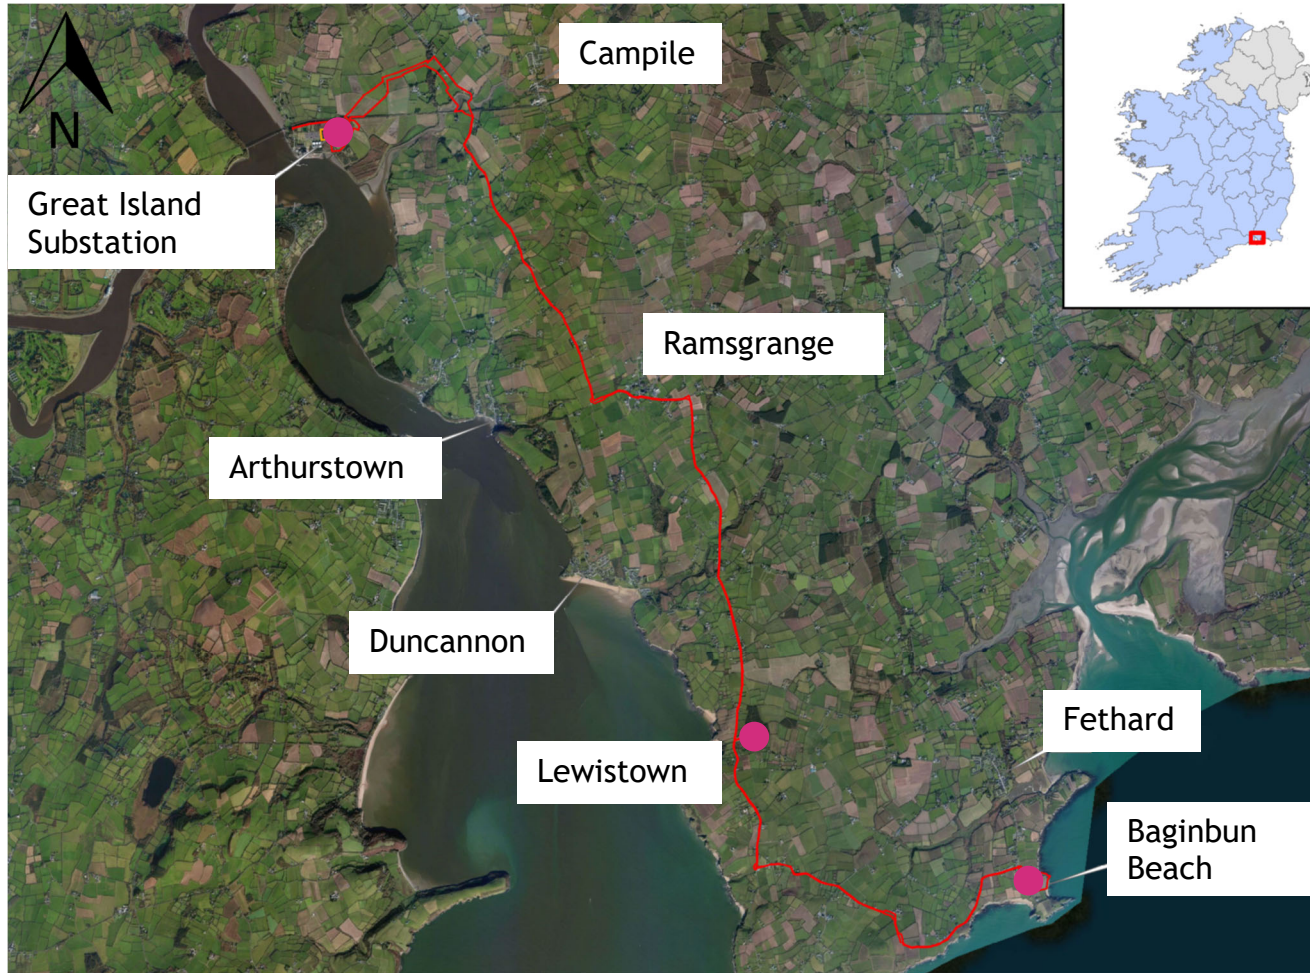 Campile
N
Great Island
Substation
Ramsgrange
Arthurstown
Duncannon
Fethard
Lewistown
Baginbun
Beach